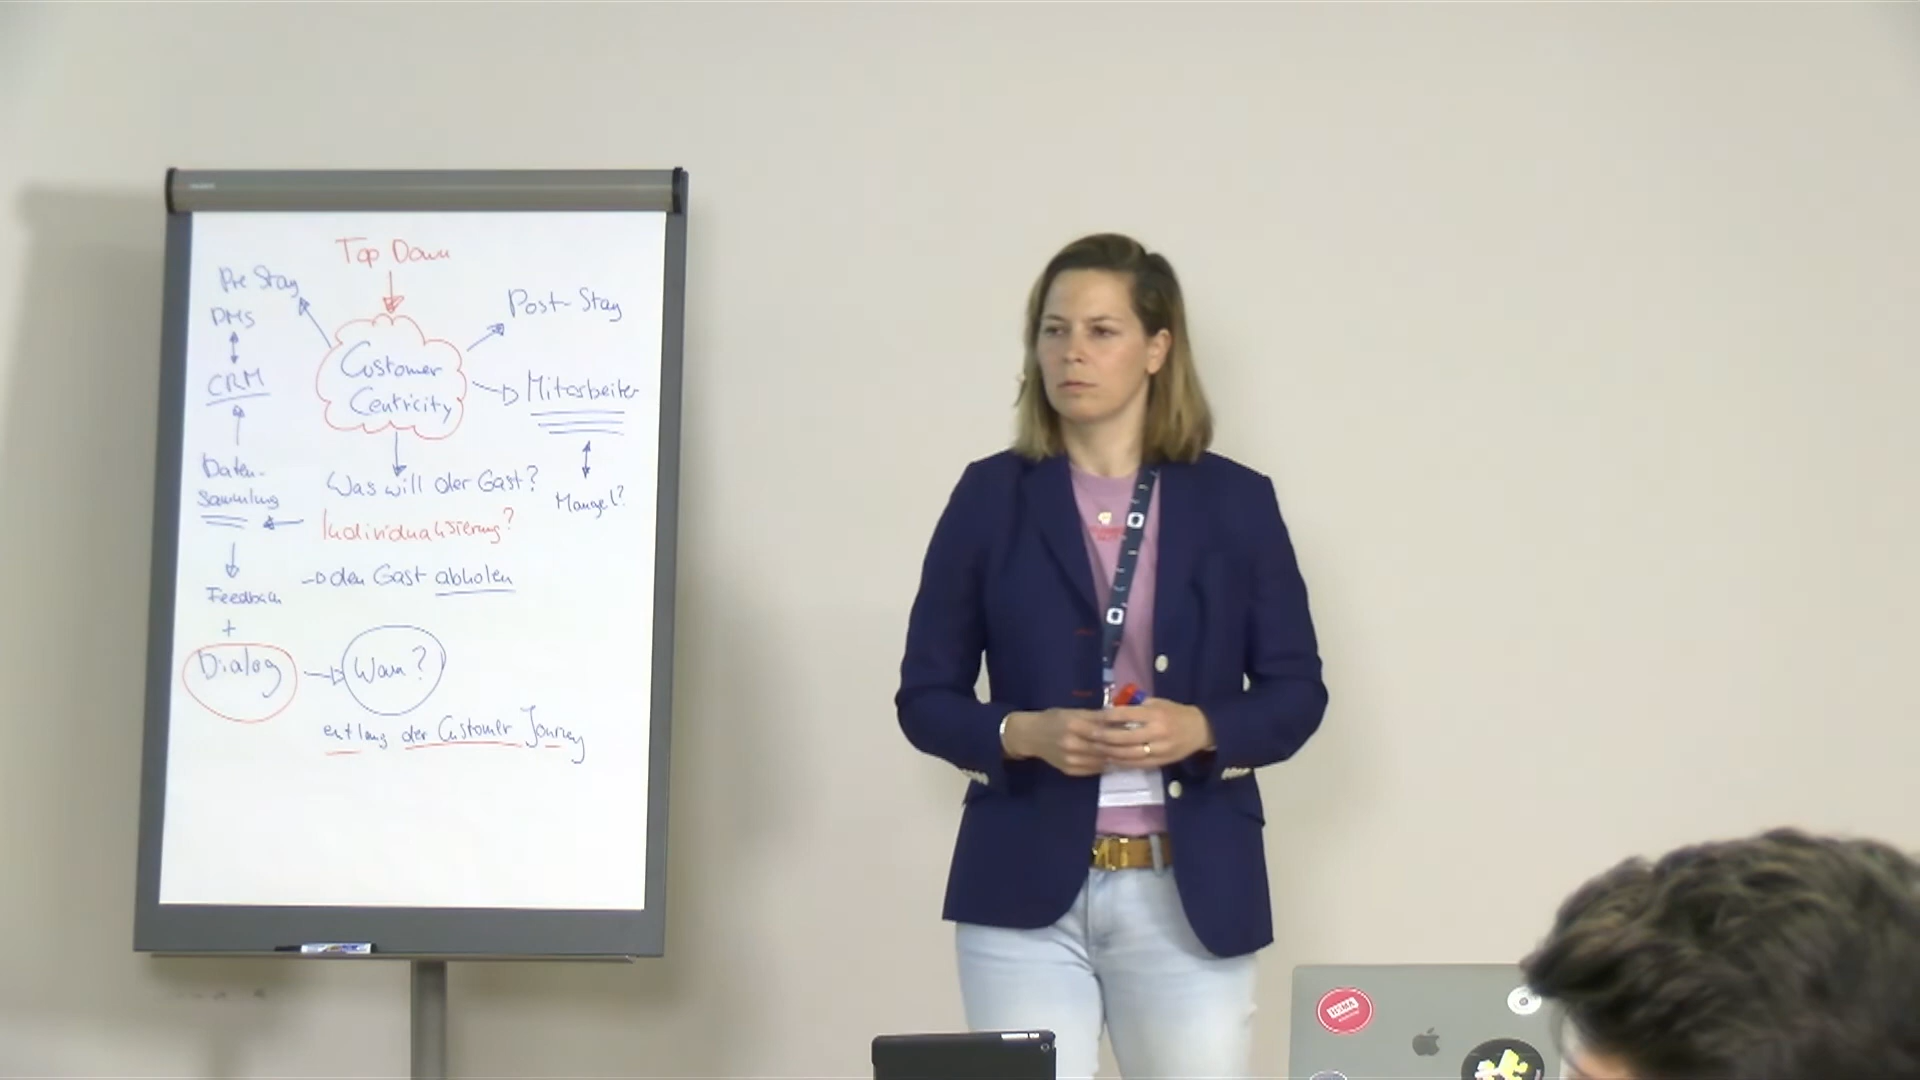 Top Down
Pre Stay
PMS
CRM
Daten-
Sammlung
Feedback
+
Dialog
Customer
Centricity
Post-Stay
Mitarbeiter
Mangel?
Was will der Gast?
Individualisierung?
den Gast abholen
Wann?
entlang der Customer Journey